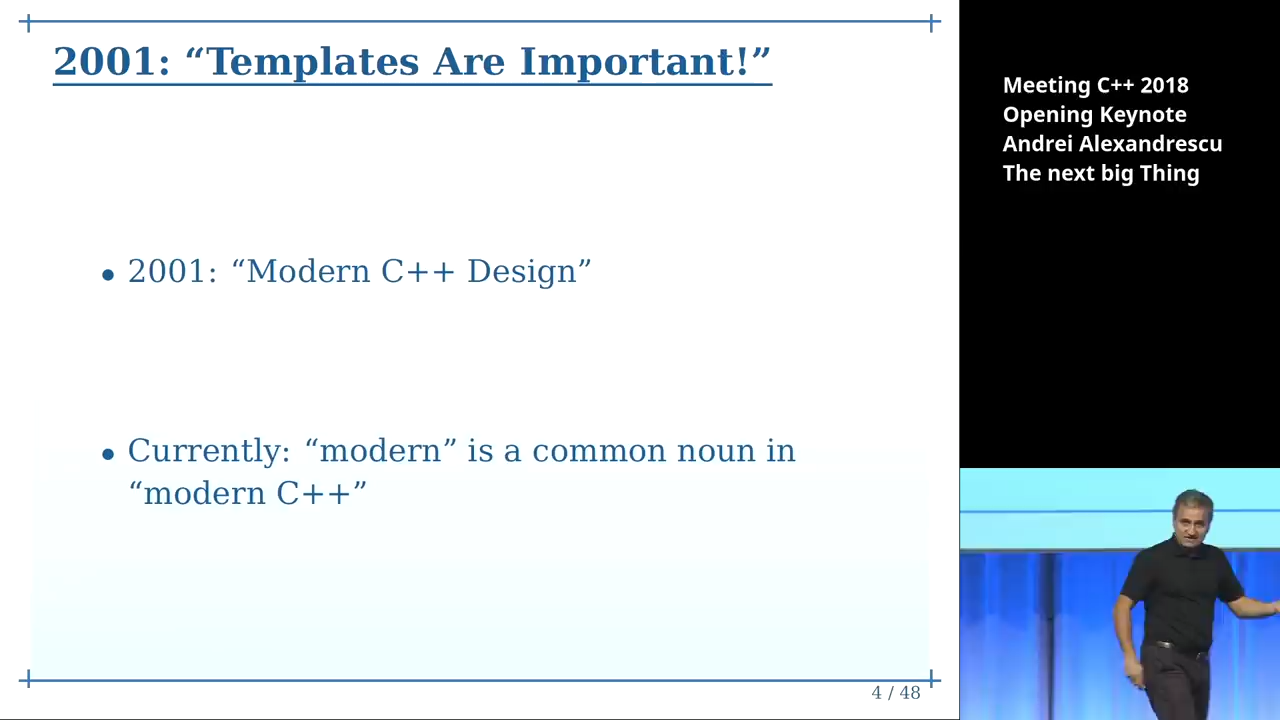 2001: “Templates Are Important!”
• 2001: “Modern C++ Design”
• Currently: “modern” is a common noun in
“modern C++”
4 / 48
Meeting C++ 2018
Opening Keynote
Andrei Alexandrescu
The next big Thing